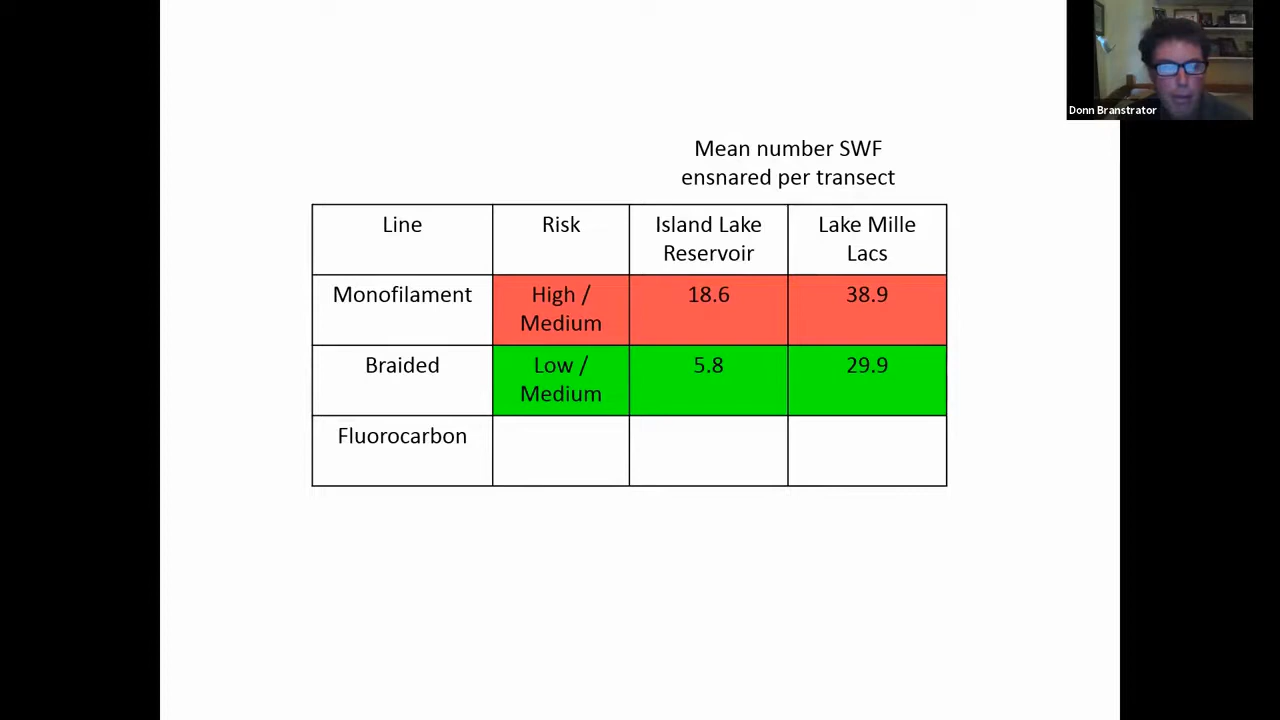 Donn Branstrator
Mean number SWF
ensnared per transect
Line
Risk
Island Lake
Reservoir
Lake Mille
Lacs
Monofilament
High /
Medium
18.6
38.9
Braided
Low /
Medium
5.8
29.9
Fluorocarbon